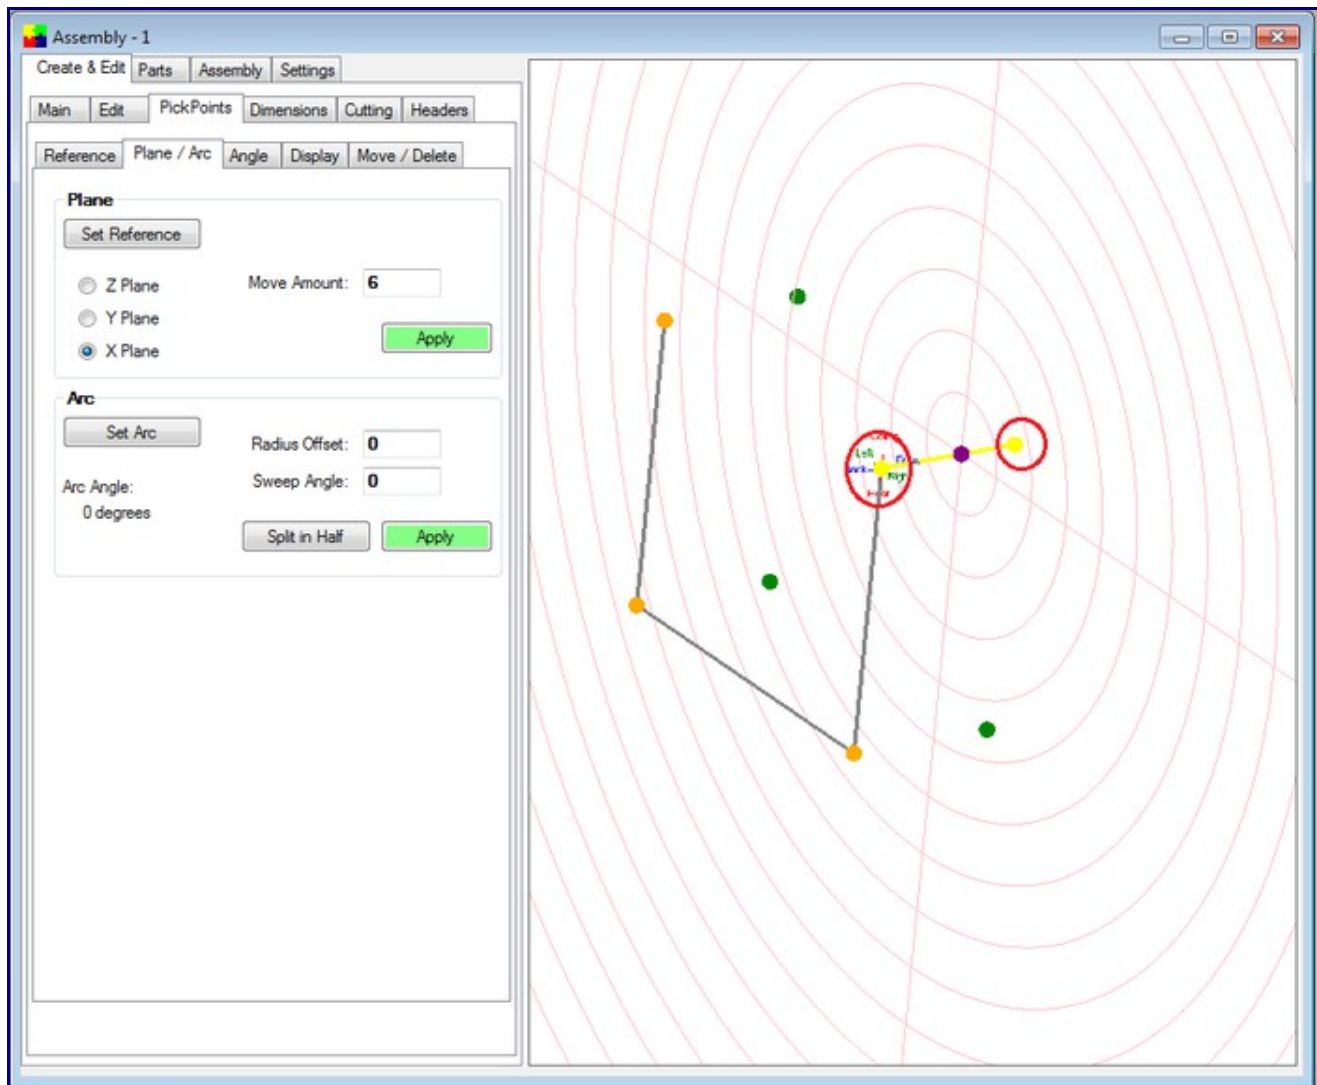 Assembly - 1
Create & Edit Parts Assembly Settings
Main Edit PickPoints Dimensions Cutting Headers
Reference Plane / Arc Angle Display Move / Delete
Plane
Set Reference
Z Plane Move Amount: 6
Y Plane
Apply
X Plane
Arc
Set Arc
Radius Offset: 0
Sweep Angle: 0
Arc Angle:
0 degrees
Split in Half Apply
Left